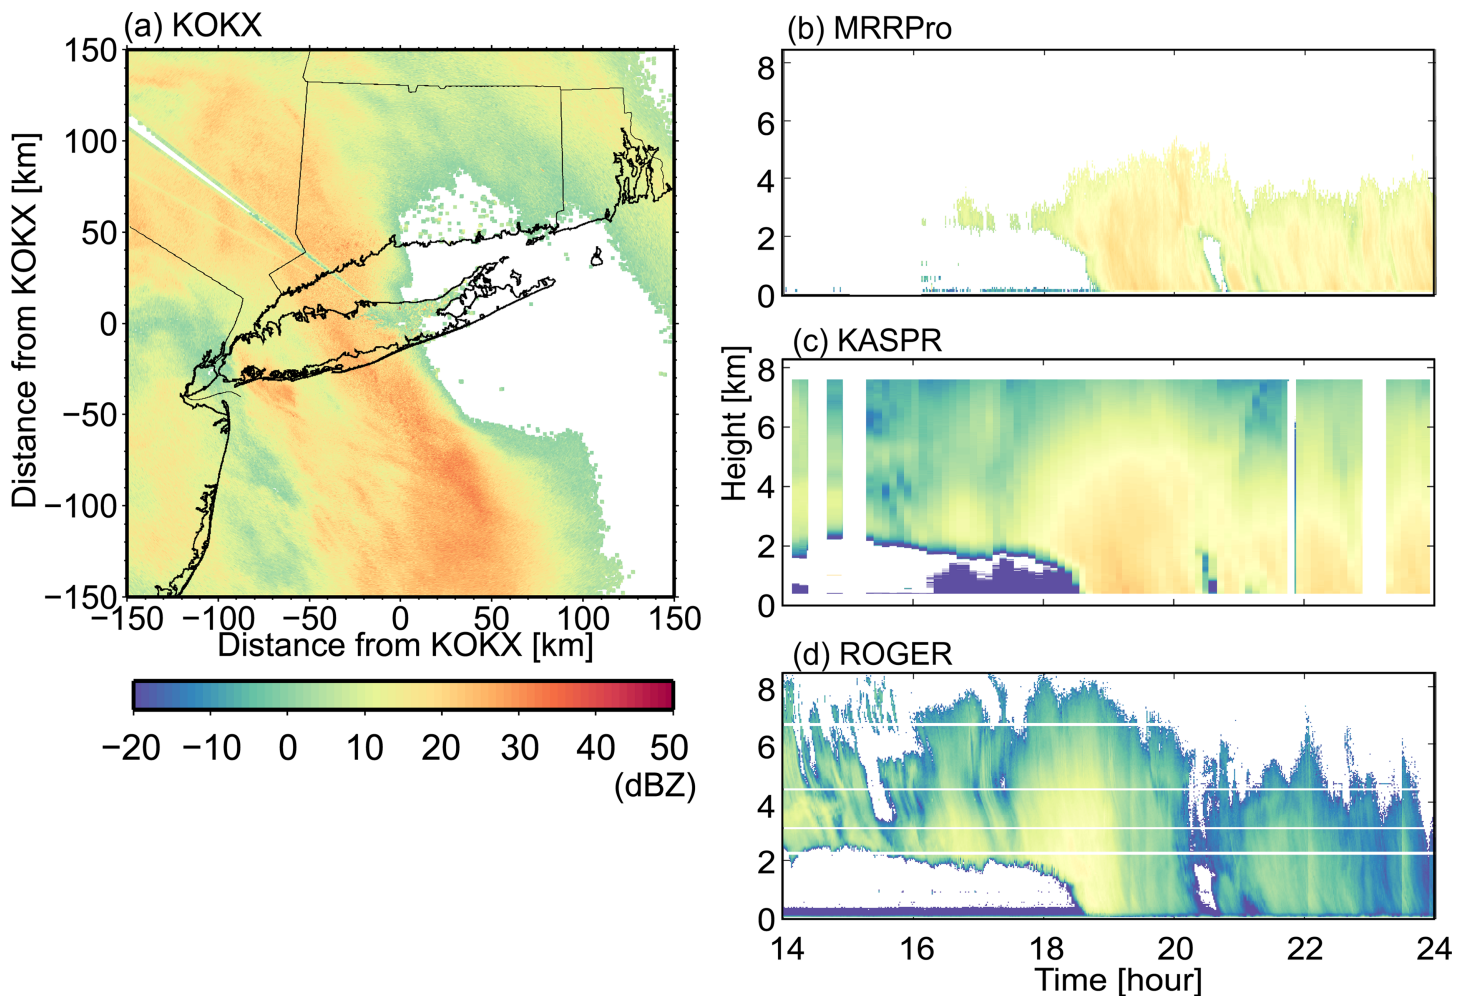 (a) KOKX
150
100
50
0
−50
−100
−150
Distance from KOKX [km]
−150 −100 −50 0 50 100 150
Distance from KOKX [km]
−20 −10 0 10 20 30 40 50
(dBZ)
(b) MRRPro
8
6
4
2
0
(c) KASPR
8
6
4
2
0
Height [km]
(d) ROGER
8
6
4
2
0
14 16 18 20 22 24
Time [hour]